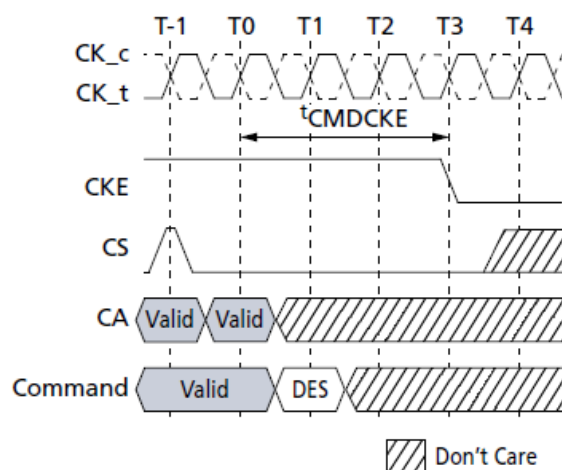 T-1 T0 T1 T2 T3 T4
CK_c
CK_t
tCMDCKE
CKE
CS
CA Valid Valid
Command Valid DES
Don't Care